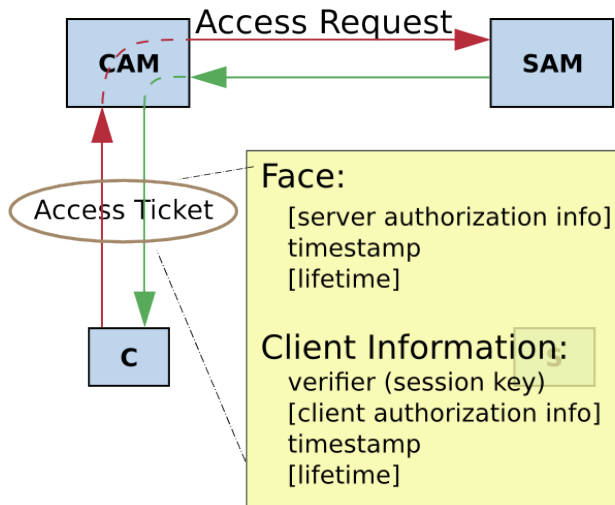 Access Request
CAM
SAM
Access Ticket
Face:
[server authorization info]
timestamp
[lifetime]
C
Client Information:
S
verifier (session key)
[client authorization info]
timestamp
[lifetime]